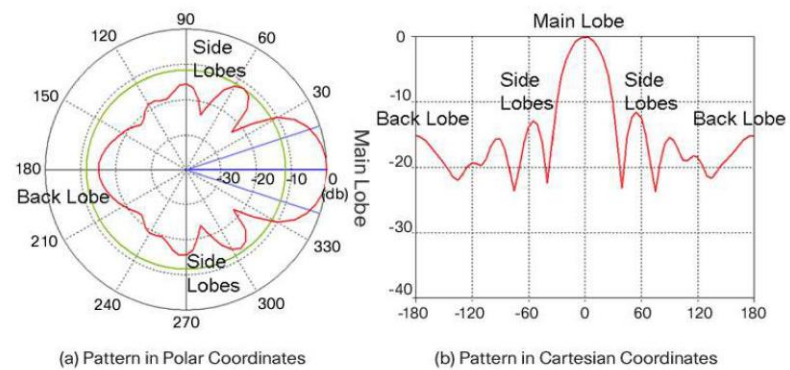 90
120
60
Side
Lobes
150
30
180
-30
-20
-10
0
(db)
Main Lobe
Back Lobe
210
330
Side
Lobes
240
300
270
(a) Pattern in Polar Coordinates
Main Lobe
0
Side
Lobes
Side
Lobes
-10
Back Lobe
Back Lobe
-20
-30
-40
-180
-120
-60
0
60
120
180
(b) Pattern in Cartesian Coordinates